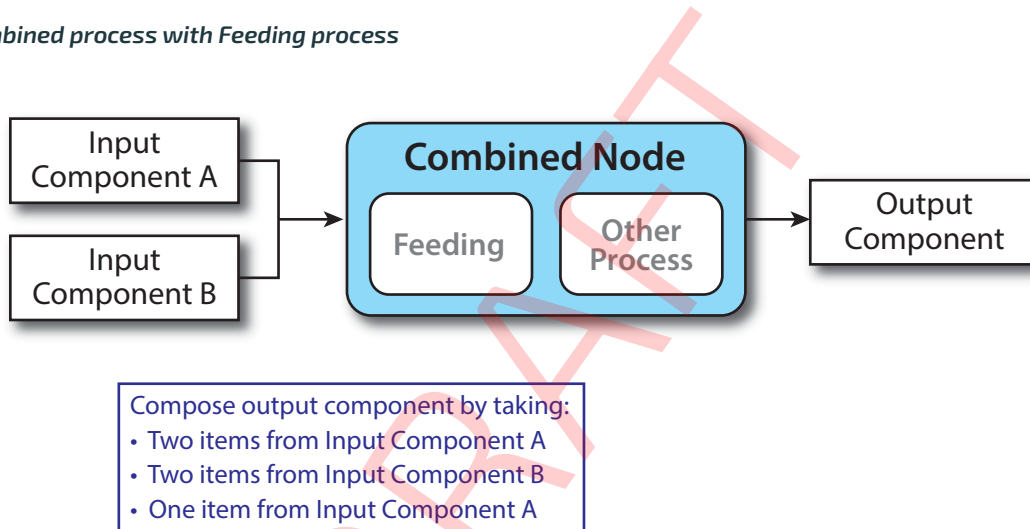 bined process with Feeding process
Input
Component A
Input
Component B
Combined Node
Feeding
Other
Process
Output
Component
Compose output component by taking:
• Two items from Input Component A
• Two items from Input Component B
• One item from Input Component A
DRAFT